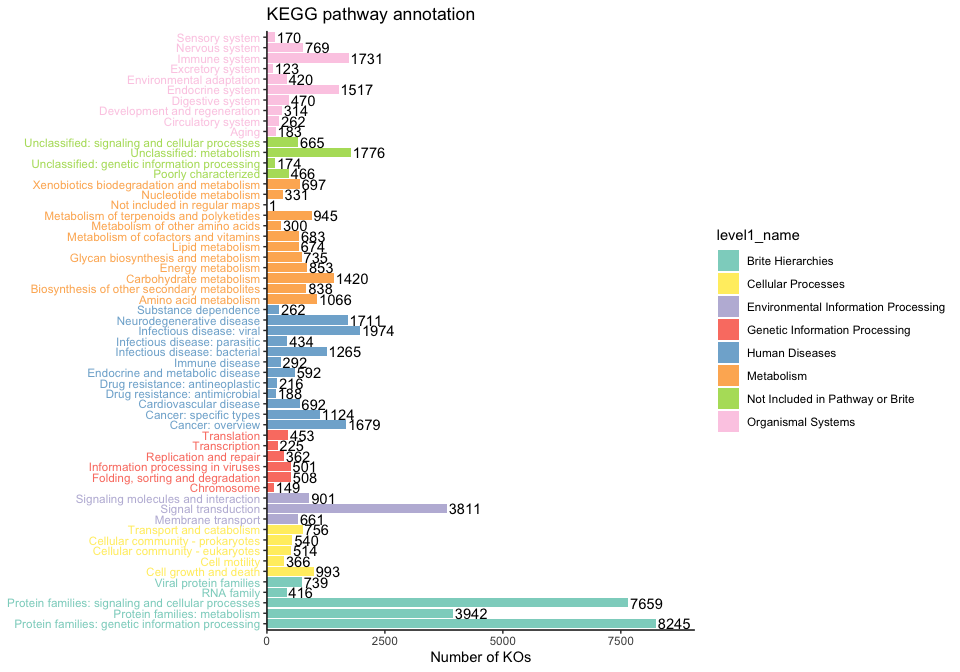 KEGG pathway annotation
Sensory system 170
Nervous system 769
Immune system 1731
Excretory system 123
Environmental adaptation 420
Endocrine system 1517
Digestive system 470
Development and regeneration 314
Circulatory system 262
Aging 183
Unclassified: signaling and cellular processes 665
Unclassified: metabolism 1776
Unclassified: genetic information processing 174
Poorly characterized 466
Xenobiotics biodegradation and metabolism 697
Nucleotide metabolism 331
Not included in regular maps 1
Metabolism of terpenoids and polyketides 945
Metabolism of other amino acids 300
Metabolism of cofactors and vitamins 683
Lipid metabolism 674
Glycan biosynthesis and metabolism 735
Energy metabolism 853
Carbohydrate metabolism 1420
Biosynthesis of other secondary metabolites 838
Amino acid metabolism 1066
Substance dependence 262
Neurodegenerative disease 1711
Infectious disease: viral 1974
Infectious disease: parasitic 434
Infectious disease: bacterial 1265
Immune disease 292
Endocrine and metabolic disease 592
Drug resistance: antineoplastic 216
Drug resistance: antimicrobial 188
Cardiovascular disease 692
Cancer: specific types 1124
Cancer: overview 1679
Translation 453
Transcription 225
Replication and repair 362
Information processing in viruses 501
Folding, sorting and degradation 508
Chromosome 149
Signaling molecules and interaction 901
Signal transduction 3811
Membrane transport 661
Transport and catabolism 756
Cellular community - prokaryotes 540
Cellular community - eukaryotes 514
Cell motility 366
Cell growth and death 993
Viral protein families 739
RNA family 416
Protein families: signaling and cellular processes 7659
Protein families: metabolism 3942
Protein families: genetic information processing 8245
0 2500 5000 7500
Number of KOs
level1_name
Brite Hierarchies
Cellular Processes
Environmental Information Processing
Genetic Information Processing
Human Diseases
Metabolism
Not Included in Pathway or Brite
Organismal Systems